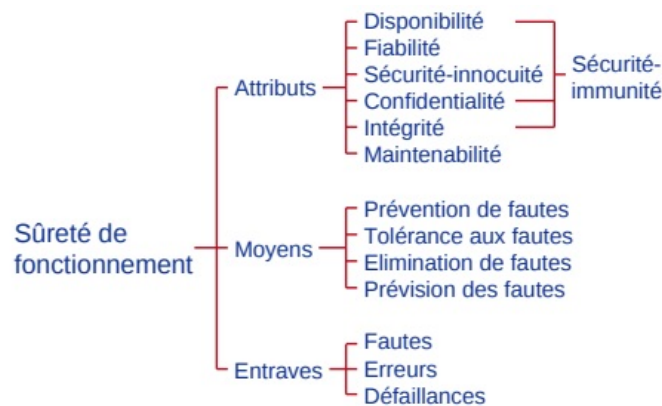 Sûreté de
fonctionnement
Attributs
Disponibilité
Fiabilité
Sécurité-innocuité
Confidentialité
Intégrité
Maintenabilité
Sécurité-
immunité
Moyens
Prévention de fautes
Tolérance aux fautes
Elimination de fautes
Prévision des fautes
Entraves
Fautes
Erreurs
Défaillances